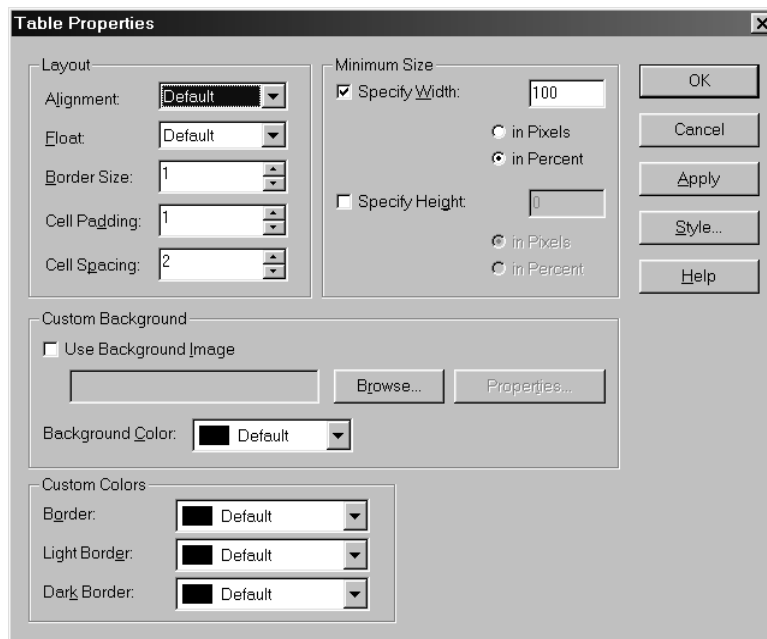 Table Properties
Layout
Alignment: Default
Float: Default
Border Size: 1
Cell Padding: 1
Cell Spacing: 2
Minimum Size
Specify Width: 100
in Pixels
in Percent
Specify Height: 0
in Pixels
in Percent
OK
Cancel
Apply
Style...
Help
Custom Background
Use Background Image
Browse... Properties...
Background Color: Default
Custom Colors
Border: Default
Light Border: Default
Dark Border: Default